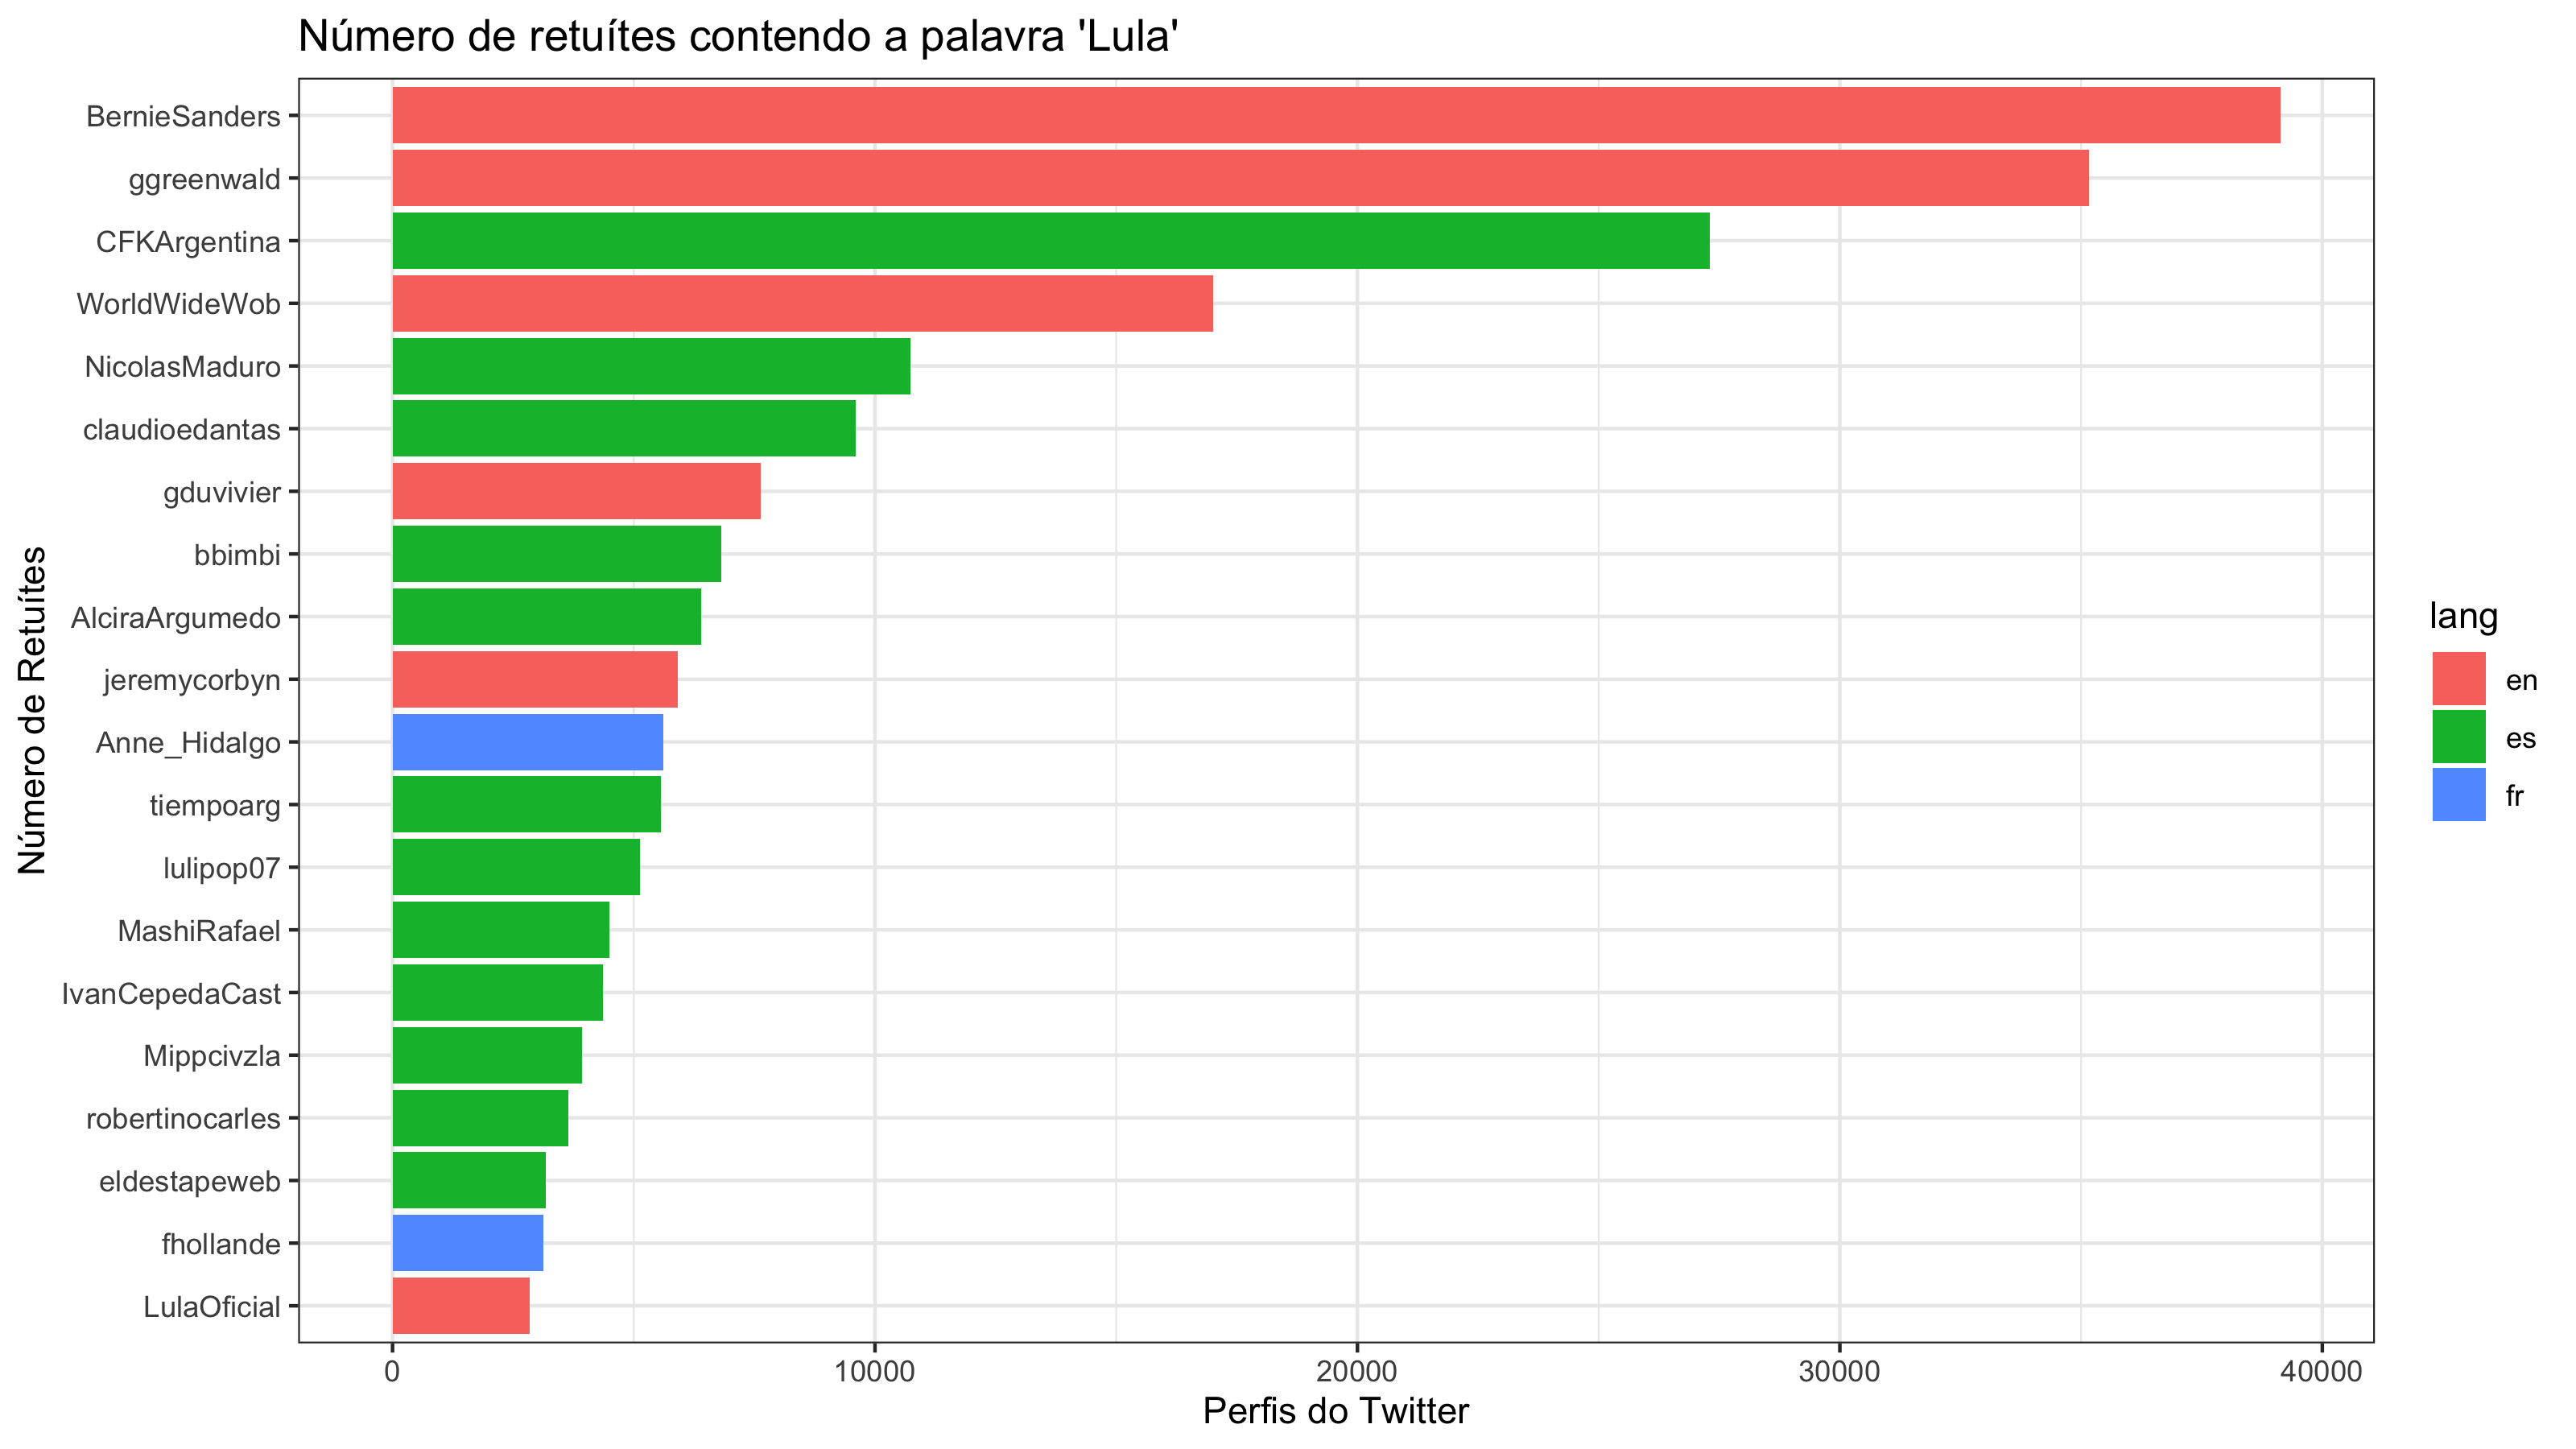 Número de retuítes contendo a palavra 'Lula'
Número de Retuítes
BernieSanders
ggreenwald
CFKArgentina
WorldWideWob
NicolasMaduro
claudioedantas
gduvivier
bbimbi
AlciraArgumedo
jeremycorbyn
Anne_Hidalgo
tiempoarg
lulipop07
MashiRafael
IvanCepedaCast
Mippcivzla
robertinocarles
eldestapeweb
fhollande
LulaOficial
0 10000 20000 30000 40000
Perfis do Twitter
lang
en
es
fr